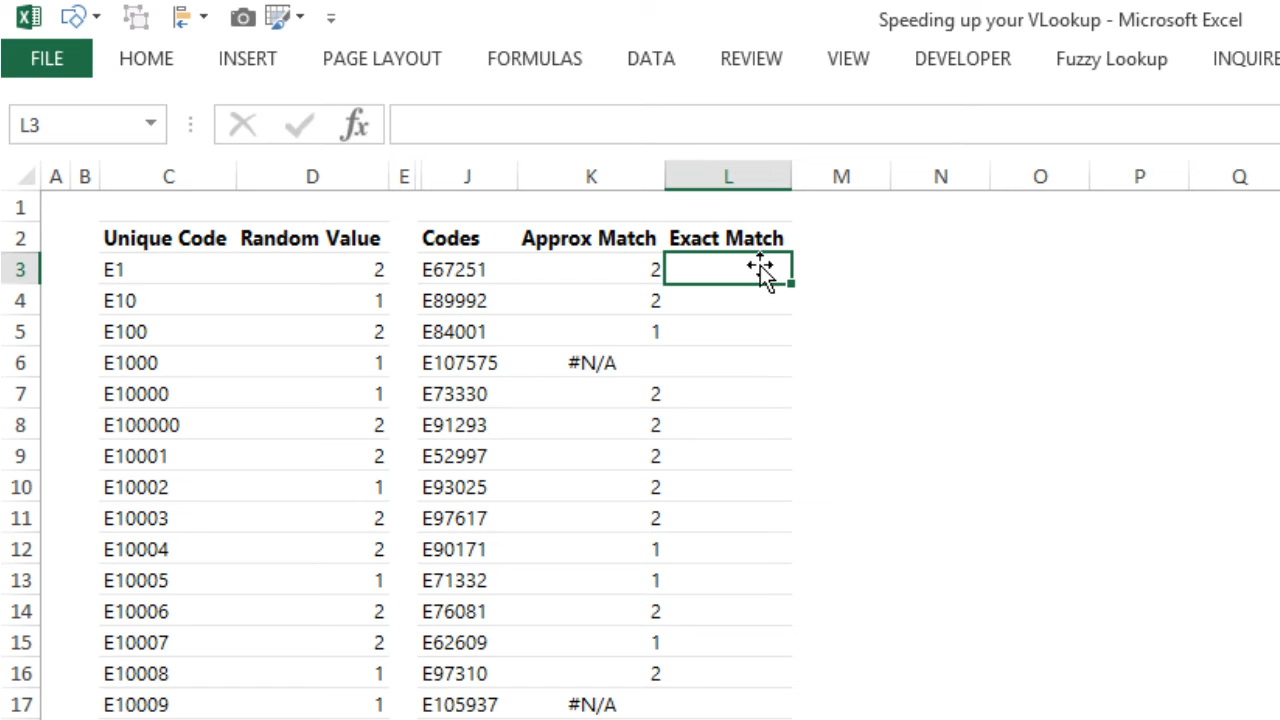 Speeding up your VLookup - Microsoft Excel
FILE HOME INSERT PAGE LAYOUT FORMULAS DATA REVIEW VIEW DEVELOPER Fuzzy Lookup INQUIRE
L3 fx
A B C D E J K L M N O P Q
1
2 Unique Code Random Value Codes Approx Match Exact Match
3 E1 2 E67251 2
4 E10 1 E89992 2
5 E100 2 E84001 1
6 E1000 1 E107575 #N/A
7 E10000 1 E73330 2
8 E100000 2 E91293 2
9 E10001 2 E52997 2
10 E10002 1 E93025 2
11 E10003 2 E97617 2
12 E10004 2 E90171 1
13 E10005 1 E71332 1
14 E10006 2 E76081 2
15 E10007 2 E62609 1
16 E10008 1 E97310 2
17 E10009 1 E105937 #N/A